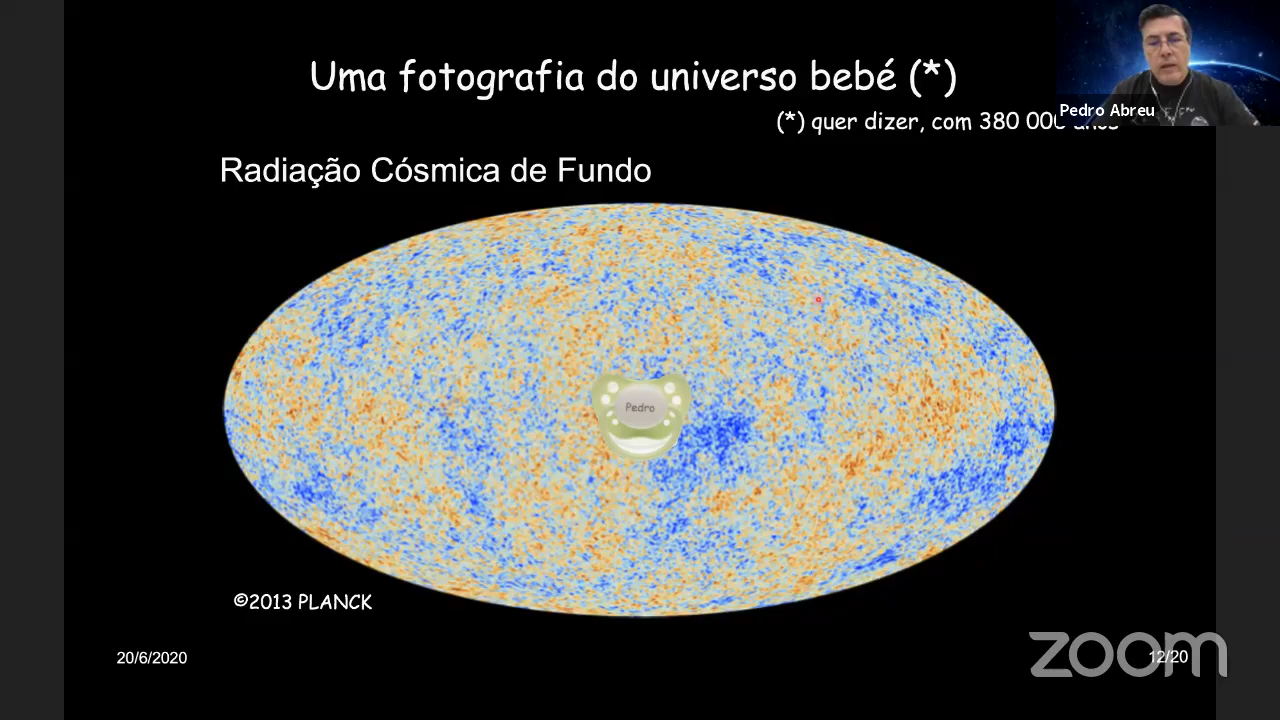 Uma fotografia do universo bebé (*)
Pedro Abreu
(*) quer dizer, com 380 000 anos
Radiação Cósmica de Fundo
Pedro
©2013 PLANCK
20/6/2020
12/20
zoom